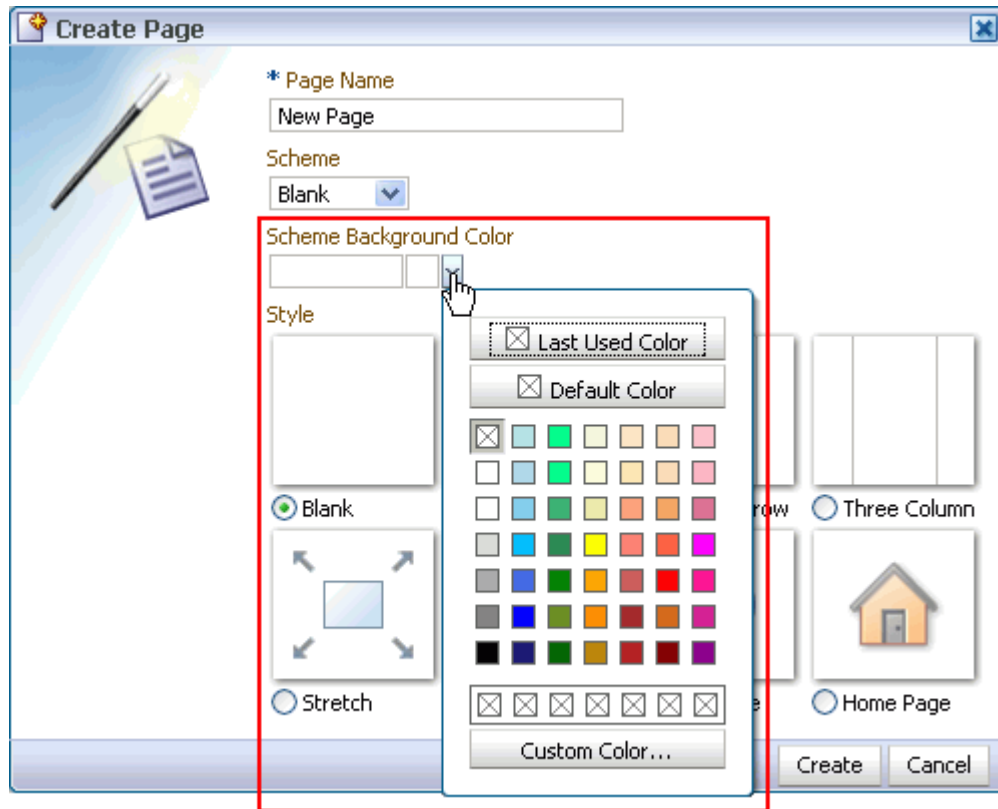 Create Page
* Page Name
New Page
Scheme
Blank
Scheme Background Color
Style
Last Used Color
Default Color
Blank
row
Three Column
Stretch
e
Home Page
Custom Color...
Create
Cancel